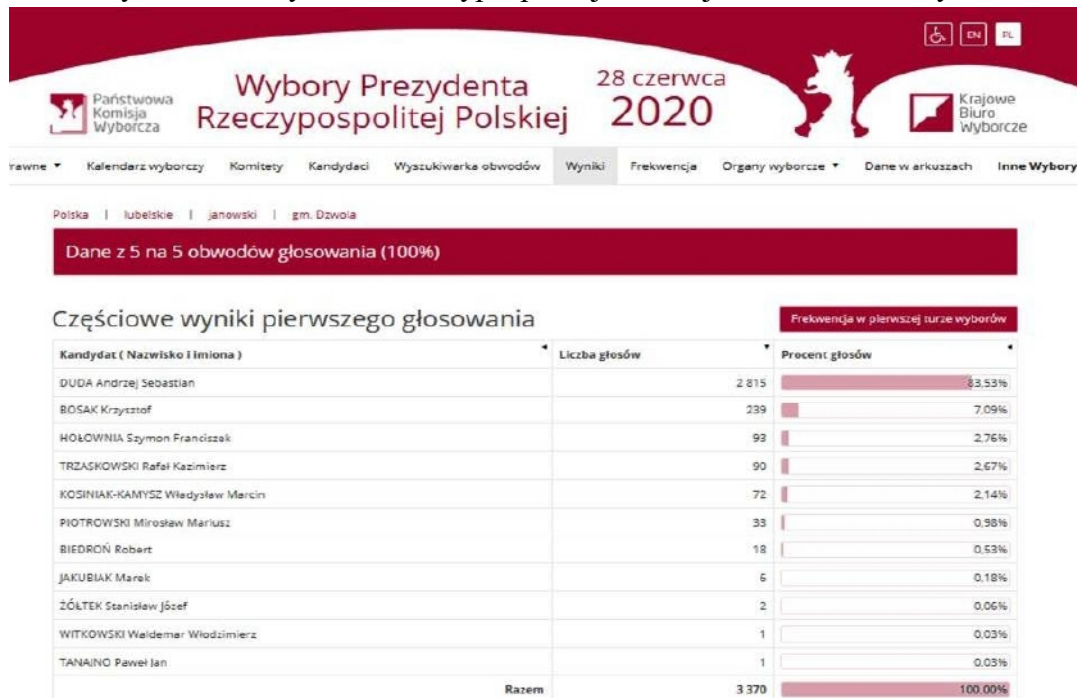 EN PL
Państwowa
Komisja
Wyborcza
Wybory Prezydenta
Rzeczypospolitej Polskiej
28 czerwca
2020
Krajowe
Biuro
Wyborcze
rawne Kalendarz wyborczy Komitety Kandydaci Wyszukiwarka obwodów Wyniki Frekwencja Organy wyborcze Dane w arkuszach Inne Wybory
Polska | lubelskie | janowski | gm. Dzwola
Dane z 5 na 5 obwodów głosowania (100%)
Częściowe wyniki pierwszego głosowania
Frekwencja w pierwszej turze wyborów
Kandydat ( Nazwisko i imiona ) Liczba głosów Procent głosów
DUDA Andrzej Sebastian 2 815 83,53%
BOSAK Krzysztof 239 7,09%
HOŁOWNIA Szymon Franciszek 93 2,76%
TRZASKOWSKI Rafał Kazimierz 90 2,67%
KOSINIAK-KAMYSZ Władysław Marcin 72 2,14%
PIOTROWSKI Mirosław Mariusz 33 0,98%
BIEDROŃ Robert 18 0,53%
JAKUBIAK Marek 6 0,18%
ŻÓŁTEK Stanisław Józef 2 0,06%
WITKOWSKI Waldemar Włodzimierz 1 0,03%
TANAJNO Paweł Jan 1 0,03%
Razem 3 370 100,00%